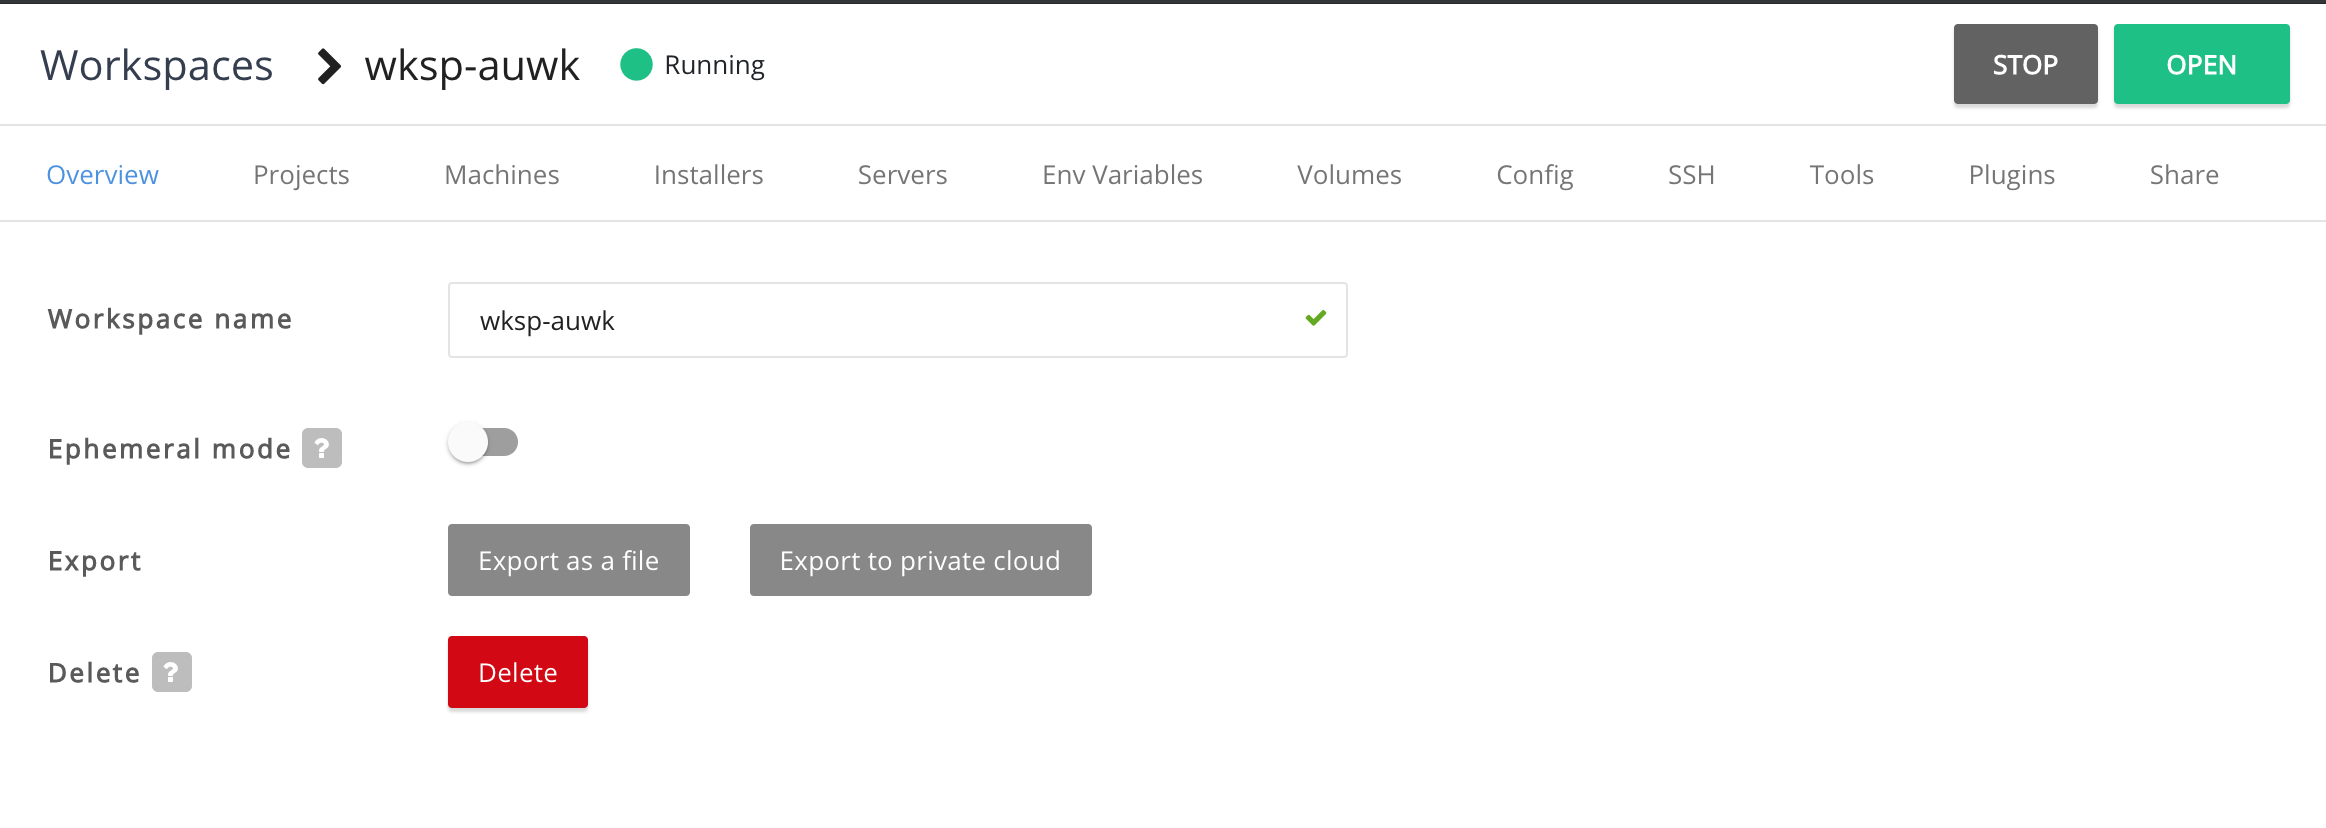 Workspaces wksp-auwk Running STOP OPEN
Overview Projects Machines Installers Servers Env Variables Volumes Config SSH Tools Plugins Share
Workspace name wksp-auwk
Ephemeral mode ?
Export Export as a file Export to private cloud
Delete ? Delete